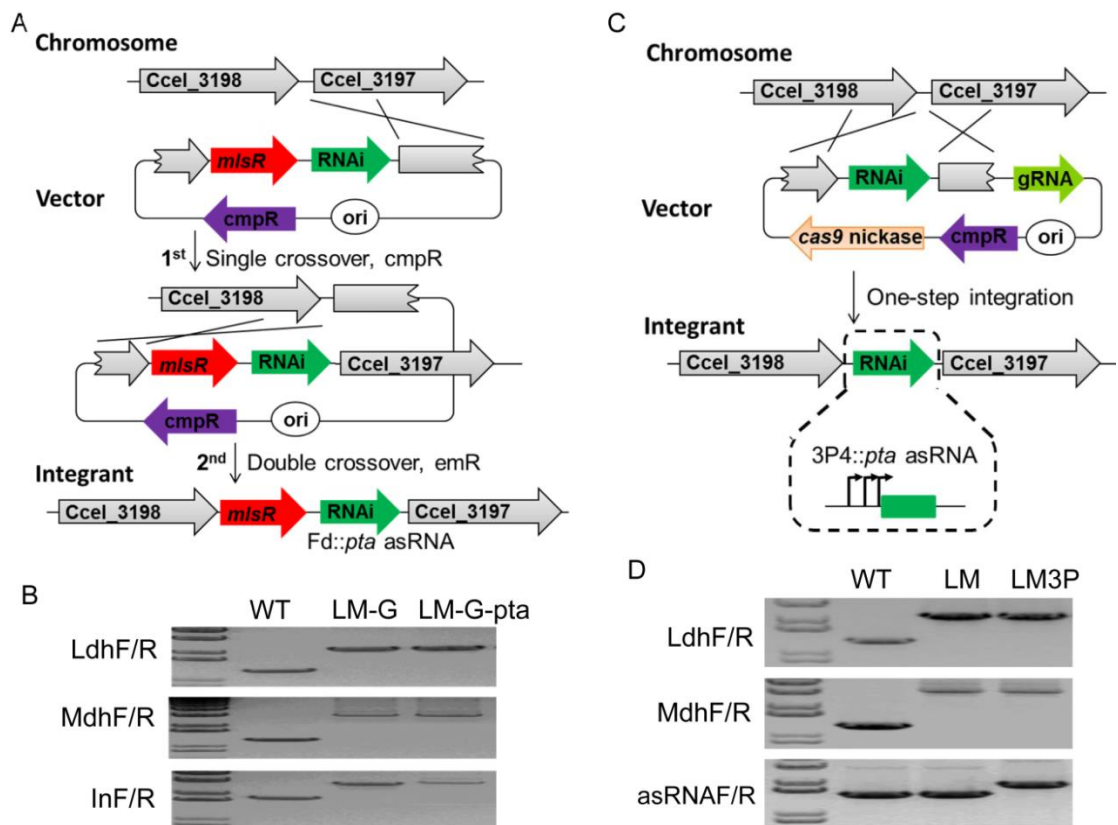 A
Chromosome
Ccel_3198 Ccel_3197
mlsR RNAi
Vector
cmpR ori
1st Single crossover, cmpR
Ccel_3198
mlsR RNAi Ccel_3197
cmpR ori
2nd Double crossover, emR
Integrant
Ccel_3198 mlsR RNAi Ccel_3197
Fd::pta asRNA
B
WT LM-G LM-G-pta
LdhF/R
MdhF/R
InF/R
C
Chromosome
Ccel_3198 Ccel_3197
RNAi gRNA
Vector
cas9 nickase cmpR ori
One-step integration
Integrant
Ccel_3198 RNAi Ccel_3197
3P4::pta asRNA
D
WT LM LM3P
LdhF/R
MdhF/R
asRNAF/R